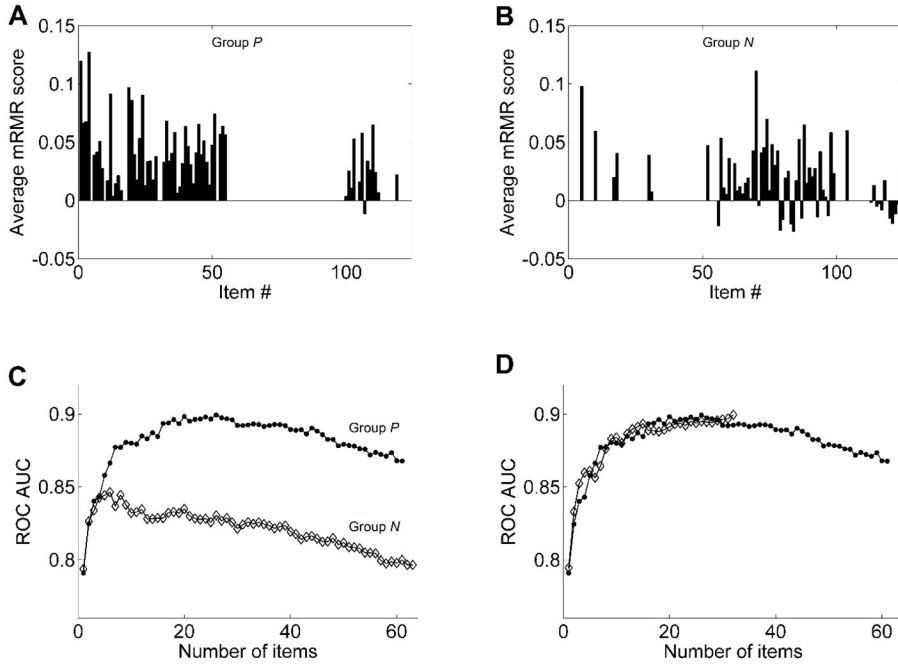 A
Group P
Average mRMR score
0.15
0.1
0.05
0
-0.05
0
50
100
Item #
B
Group N
Average mRMR score
0.15
0.1
0.05
0
-0.05
0
50
100
Item #
C
ROC AUC
0.9
0.85
0.8
Group P
Group N
0
20
40
60
Number of items
D
ROC AUC
0.9
0.85
0.8
0
20
40
60
Number of items